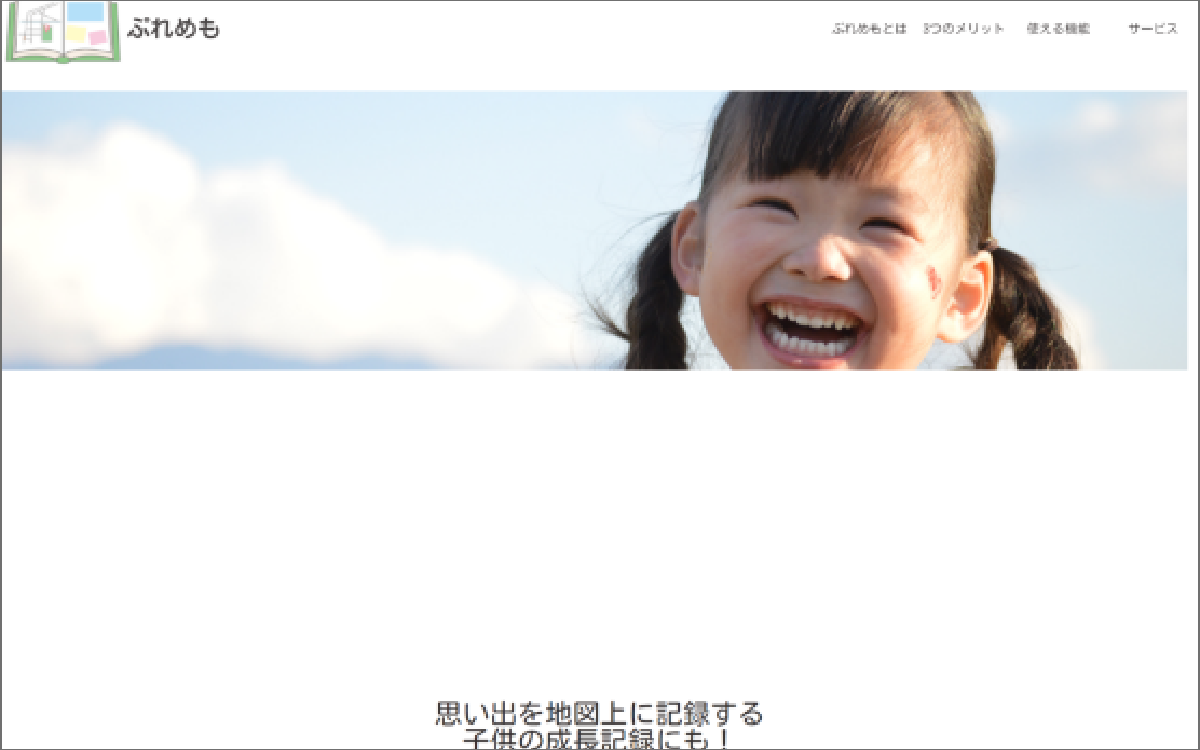 ぷれめも
ぷれめもとは 3つのメリット 使える機能 サービス
思い出を地図上に記録する
子供の成長記録にも！